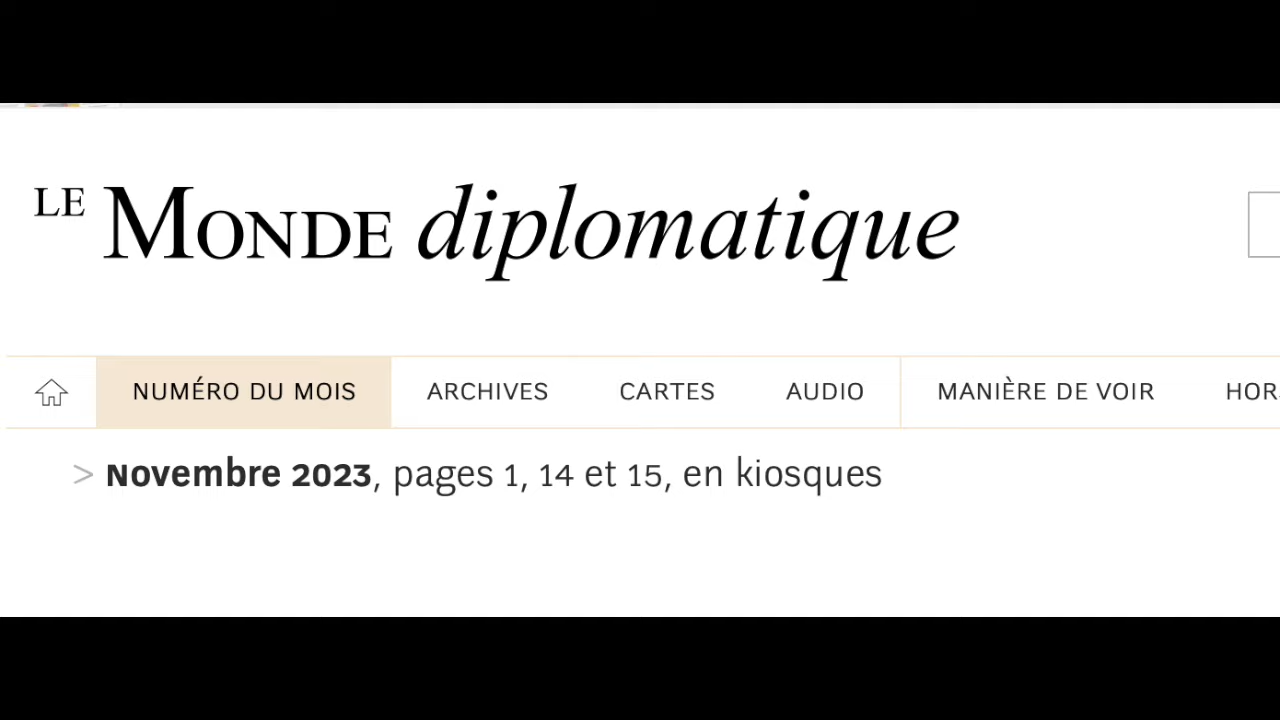 LE MONDE diplomatique
NUMÉRO DU MOIS ARCHIVES CARTES AUDIO MANIÈRE DE VOIR
> Novembre 2023, pages 1, 14 et 15, en kiosques